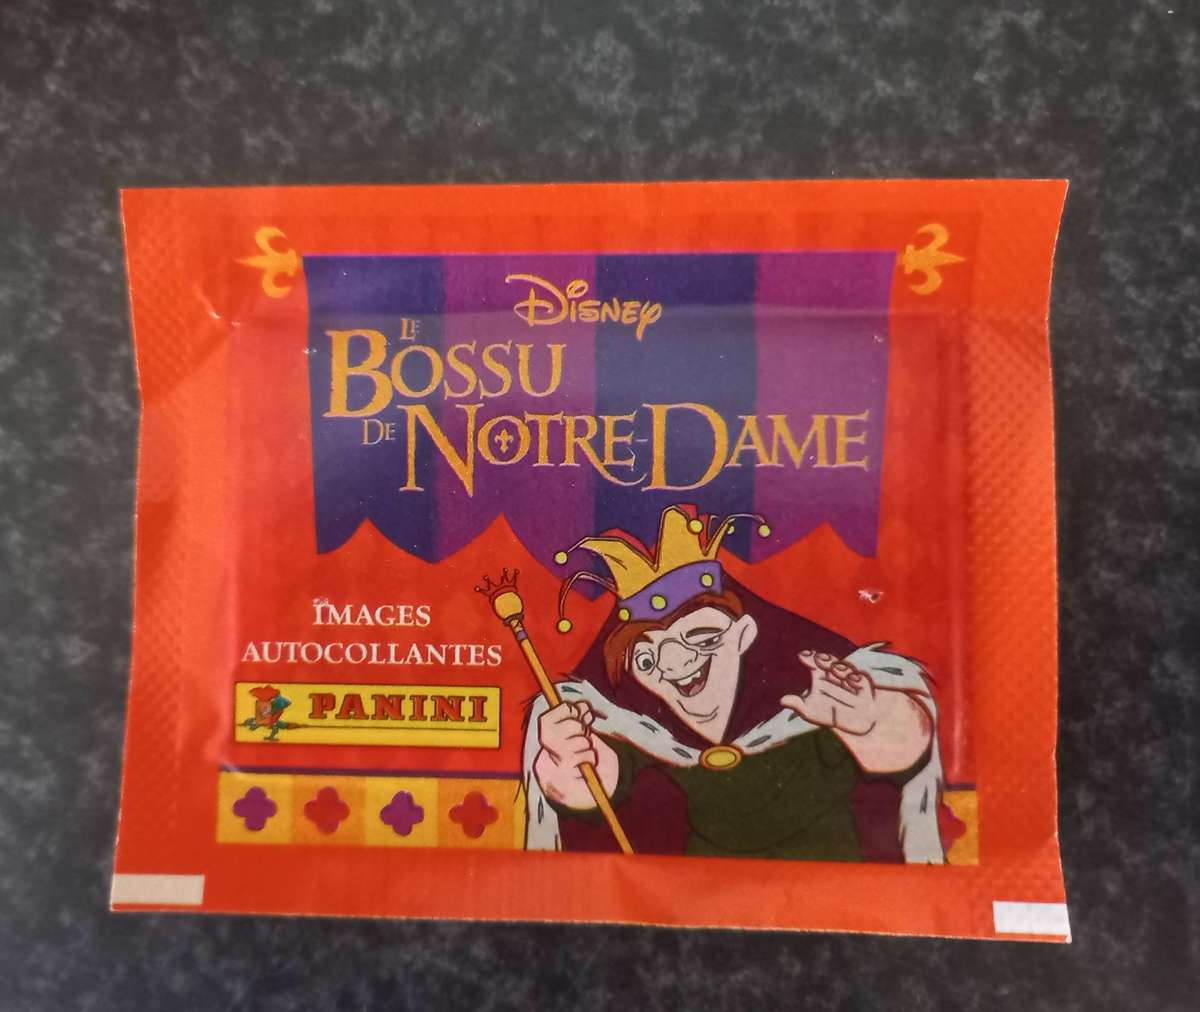 Disney
LE
BOSSU
DE NOTRE-DAME
IMAGES
AUTOCOLLANTES
PANINI